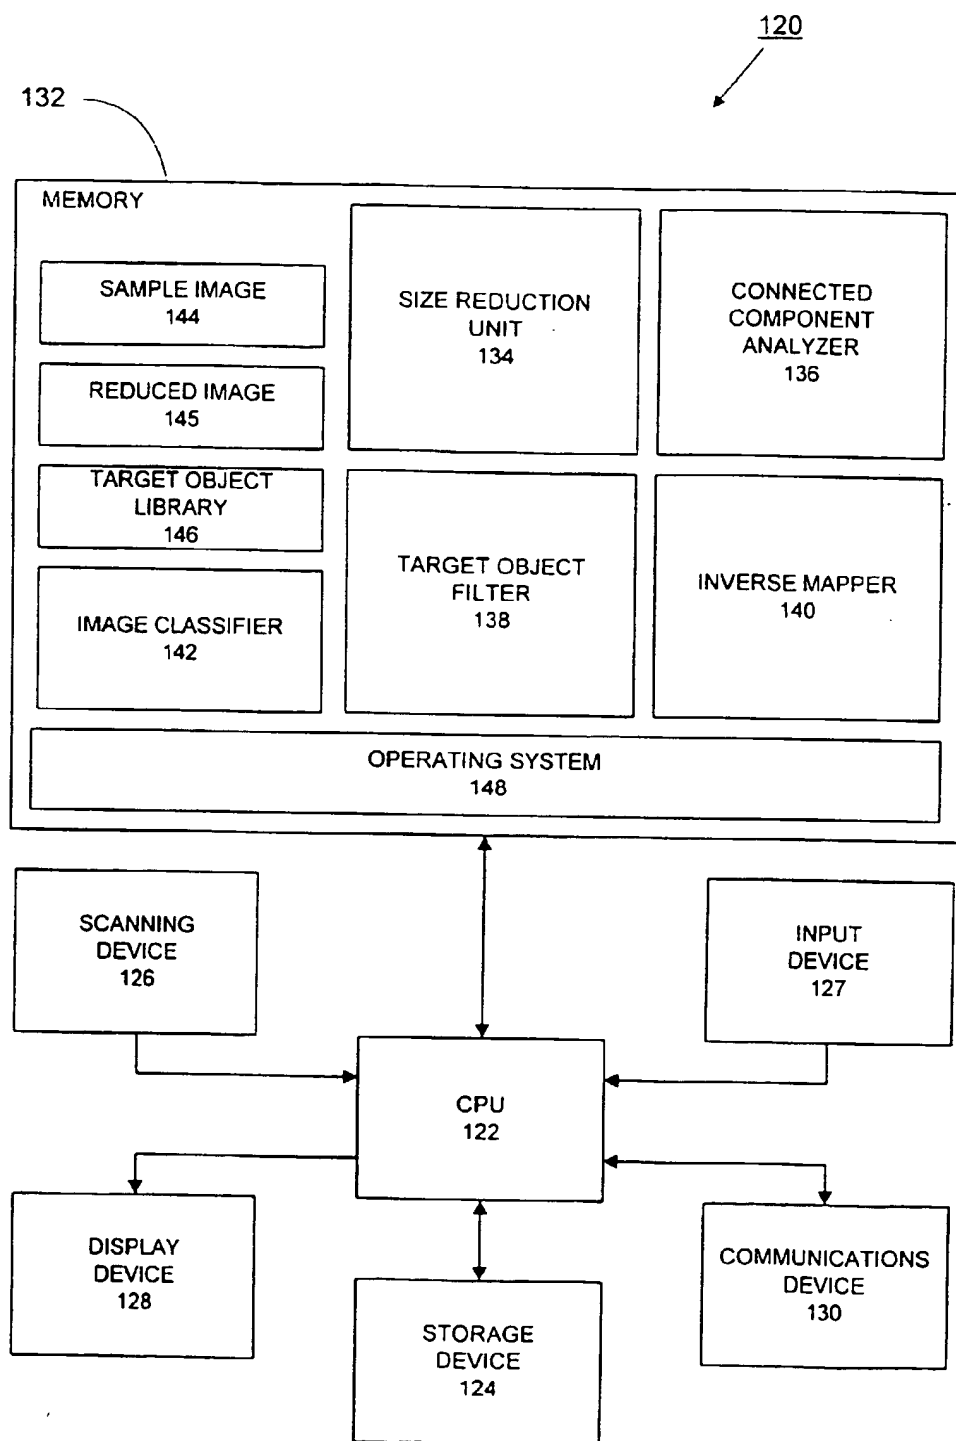 120
132
MEMORY
SAMPLE IMAGE
144
REDUCED IMAGE
145
TARGET OBJECT
LIBRARY
146
IMAGE CLASSIFIER
142
SIZE REDUCTION
UNIT
134
CONNECTED
COMPONENT
ANALYZER
136
TARGET OBJECT
FILTER
138
INVERSE MAPPER
140
OPERATING SYSTEM
148
SCANNING
DEVICE
126
INPUT
DEVICE
127
CPU
122
DISPLAY
DEVICE
128
STORAGE
DEVICE
124
COMMUNICATIONS
DEVICE
130